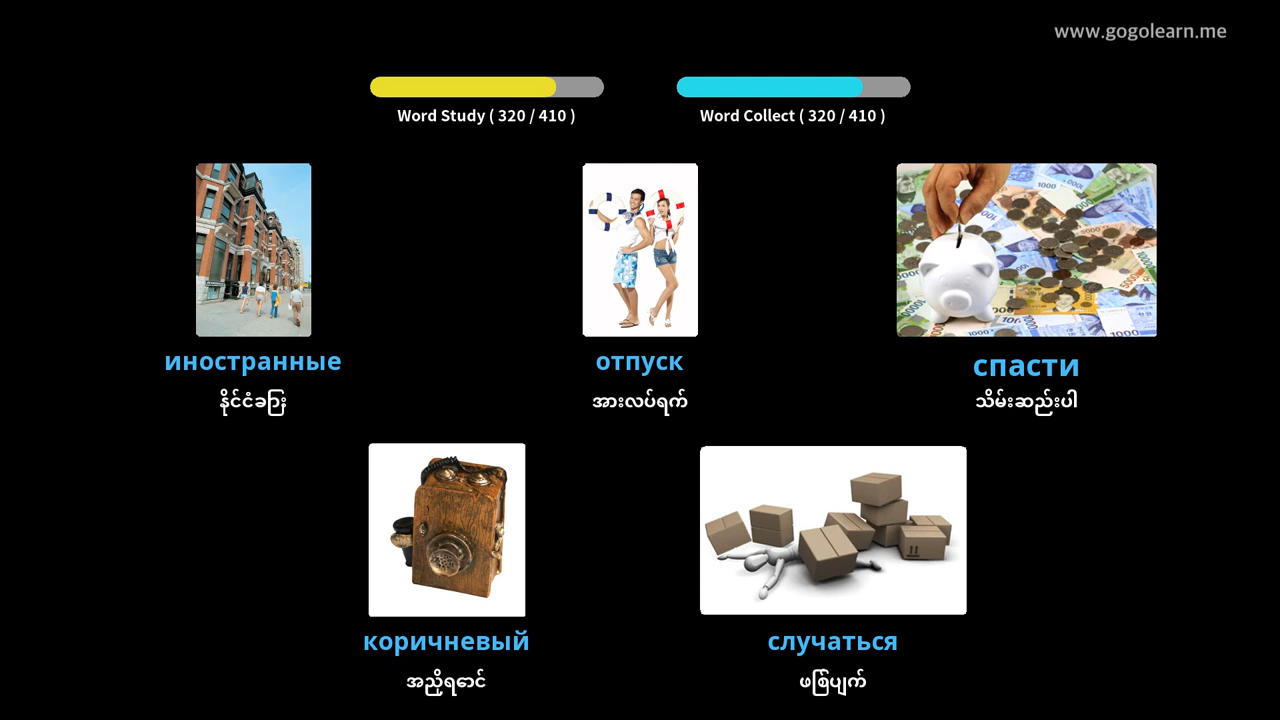 www.gogolearn.me
Word Study ( 320 / 410 )
Word Collect ( 320 / 410 )
иностранные
နိုင်ငံခြား
отпуск
အားလပ်ရက်
спасти
သိမ်းဆည်းပါ
коричневый
အညိုရောင်
случаться
ဖြစ်ပျက်